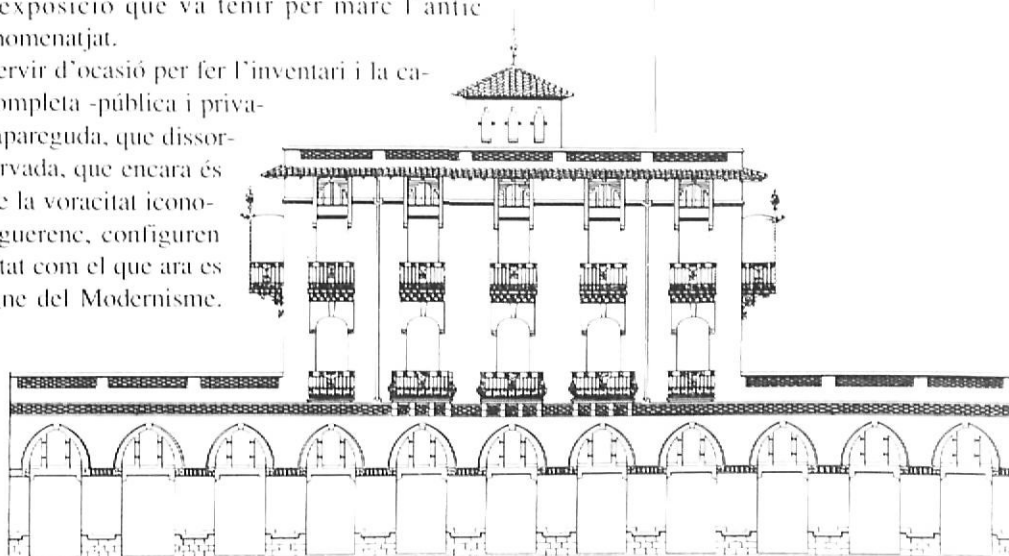 exposició que va tenir per marc l'antic
homenatjat.
ervir d'ocasió per fer l'inventari i la ca-
ompleta -pública i priva-
apareguda, que dissor-
rvada, que encara és
e la voracitat icono-
guerenc, configuren
tat com el que ara es
ne del Modernisme.